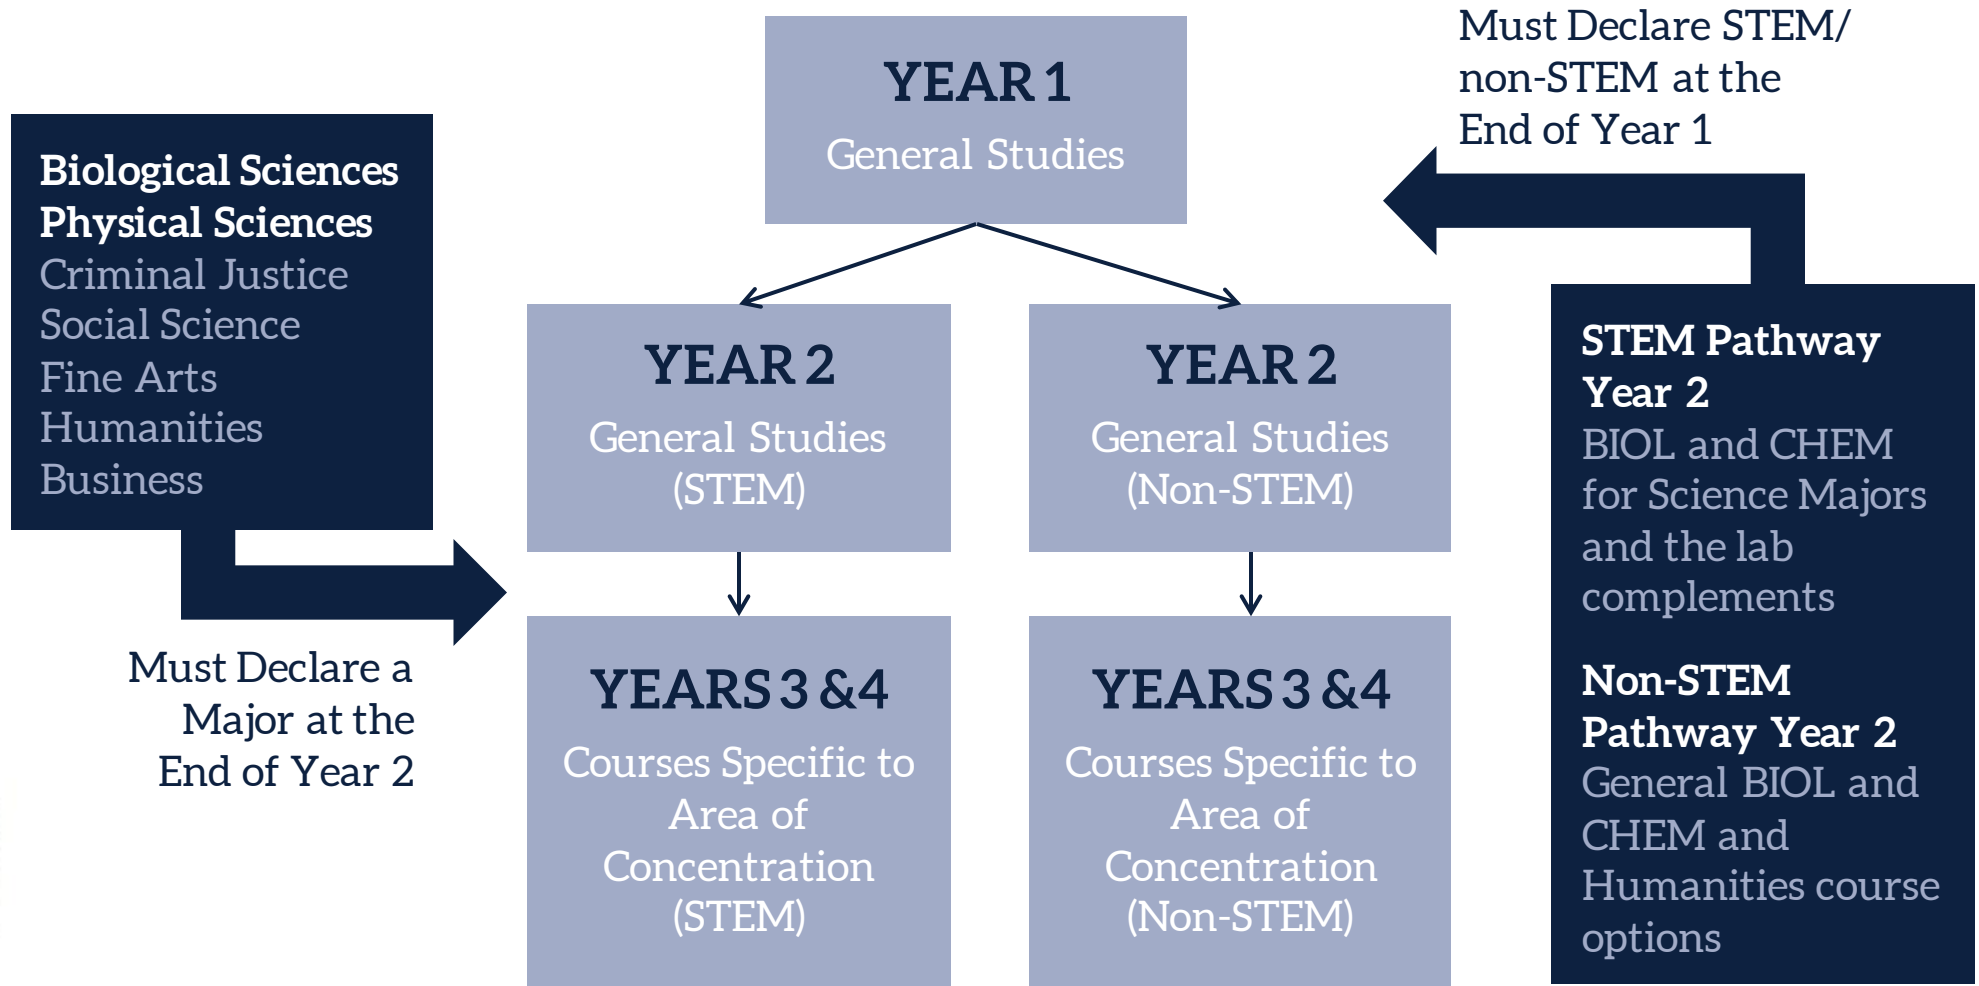 YEAR 1
General Studies
Must Declare STEM/
non-STEM at the
End of Year 1
Biological Sciences
Physical Sciences
Criminal Justice
Social Science
Fine Arts
Humanities
Business
Must Declare a
Major at the
End of Year 2
YEAR 2
General Studies
(STEM)
YEAR 2
General Studies
(Non-STEM)
YEARS 3 & 4
Courses Specific to
Area of
Concentration
(STEM)
YEARS 3 & 4
Courses Specific to
Area of
Concentration
(Non-STEM)
STEM Pathway
Year 2
BIOL and CHEM
for Science Majors
and the lab
complements
Non-STEM
Pathway Year 2
General BIOL and
CHEM and
Humanities course
options